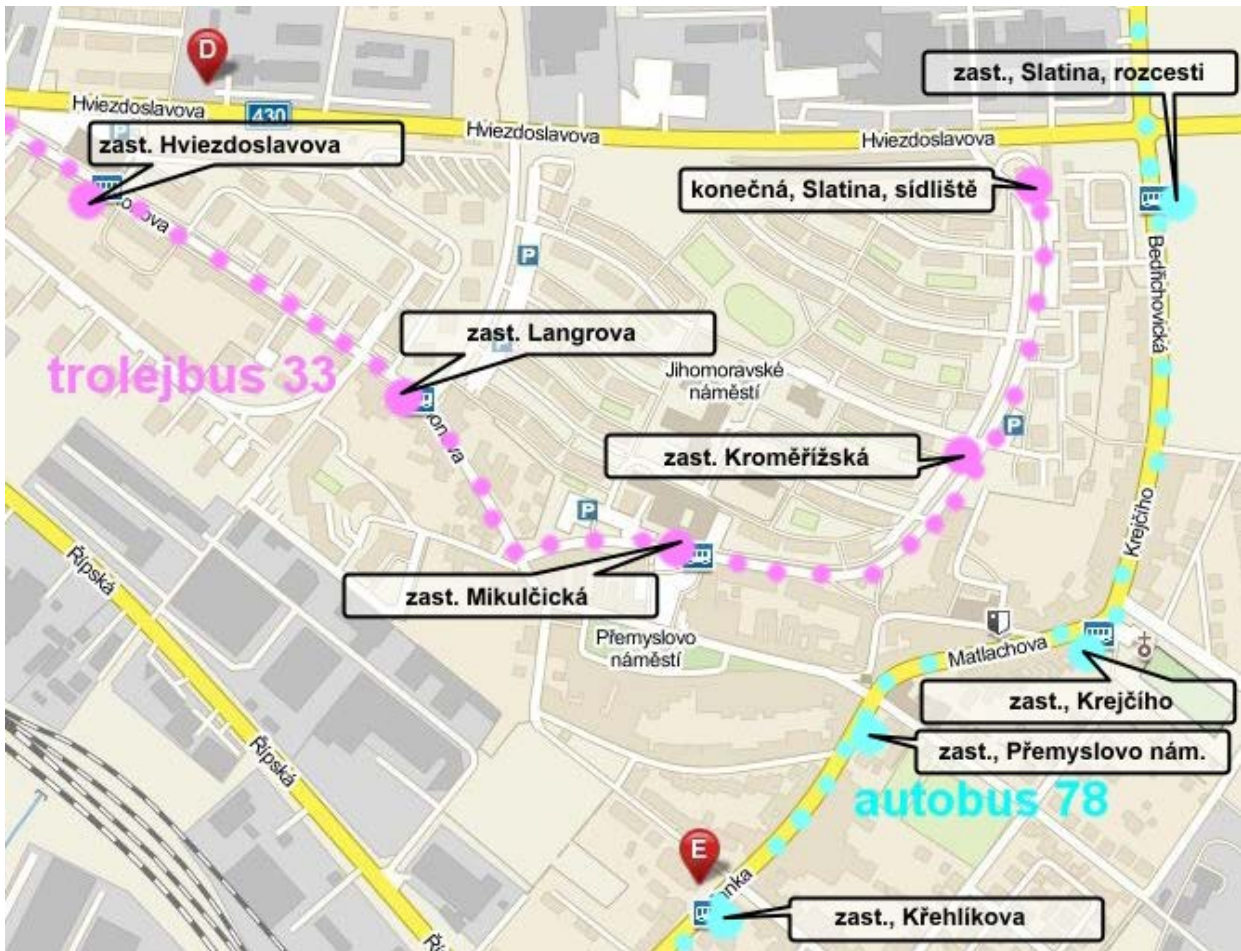 D
zast., Slatina, rozcesti
Hviezdoslavova
430
Hviezdoslavova
Hviezdoslavova
P
zast. Hviezdoslavova
konečná, Slatina, sídliště
Bedřichovická
P
zast. Langrova
P
trolejbus 33
Jihomoravské
náměstí
P
zast. Kroměřížská
Krejčího
P
Řípská
zast. Mikulčická
Přemyslovo
náměstí
Matlachova
zast., Krejčího
zast., Přemyslovo nám.
Řípská
autobus 78
E
zast., Křehlíkova